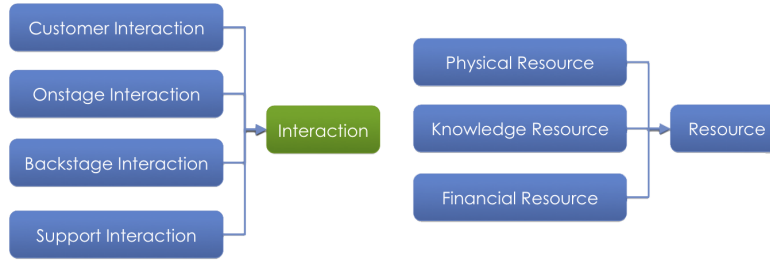 Customer Interaction
Onstage Interaction
Backstage Interaction
Support Interaction
Interaction
Physical Resource
Knowledge Resource
Financial Resource
Resource